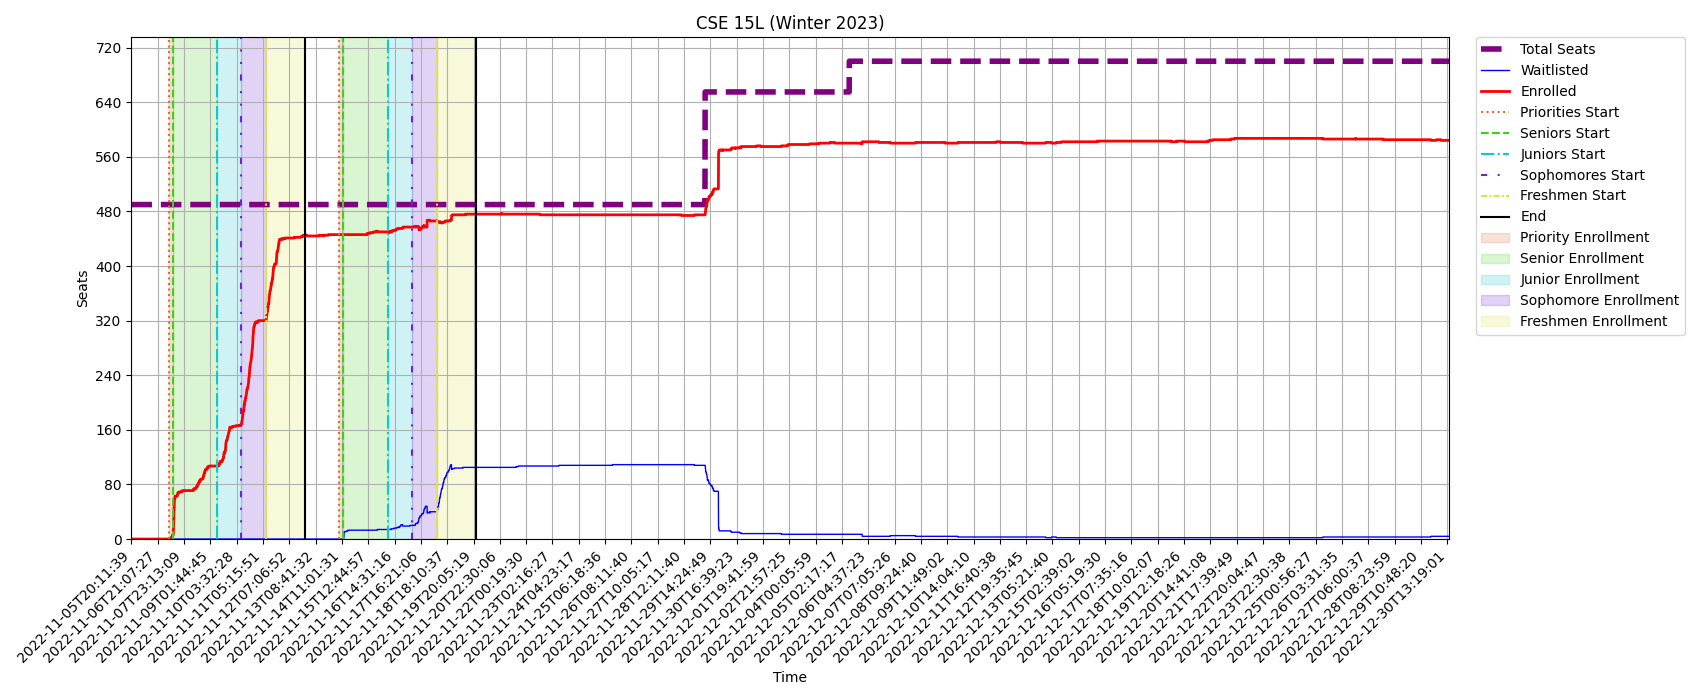 CSE 15L (Winter 2023)
720
640
560
480
400
320
240
160
80
0
Seats
2022-11-05T20:11:39
2022-11-06T21:07:27
2022-11-07T23:13:09
2022-11-09T01:44:45
2022-11-10T03:32:28
2022-11-11T05:15:51
2022-11-12T07:06:52
2022-11-13T08:41:32
2022-11-14T11:01:31
2022-11-15T12:44:57
2022-11-16T14:31:16
2022-11-17T16:21:06
2022-11-18T18:10:37
2022-11-19T20:05:19
2022-11-20T22:30:06
2022-11-22T00:19:30
2022-11-23T02:16:27
2022-11-24T04:23:17
2022-11-25T06:18:36
2022-11-26T08:11:40
2022-11-27T10:05:17
2022-11-28T12:11:40
2022-11-29T14:24:49
2022-11-30T16:39:23
2022-12-01T19:41:59
2022-12-02T21:57:25
2022-12-04T00:05:59
2022-12-05T02:17:17
2022-12-06T04:37:23
2022-12-07T07:05:26
2022-12-08T09:24:40
2022-12-09T11:49:02
2022-12-10T14:04:10
2022-12-11T16:40:38
2022-12-12T19:35:45
2022-12-13T05:21:40
2022-12-15T02:39:02
2022-12-16T05:19:30
2022-12-17T07:35:16
2022-12-18T10:02:07
2022-12-19T12:18:26
2022-12-20T14:41:08
2022-12-21T17:39:49
2022-12-22T20:04:47
2022-12-23T22:30:38
2022-12-25T00:56:27
2022-12-26T03:31:35
2022-12-27T06:00:37
2022-12-28T08:23:59
2022-12-29T10:48:20
2022-12-30T13:19:01
Time
Total Seats
Waitlisted
Enrolled
Priorities Start
Seniors Start
Juniors Start
Sophomores Start
Freshmen Start
End
Priority Enrollment
Senior Enrollment
Junior Enrollment
Sophomore Enrollment
Freshmen Enrollment